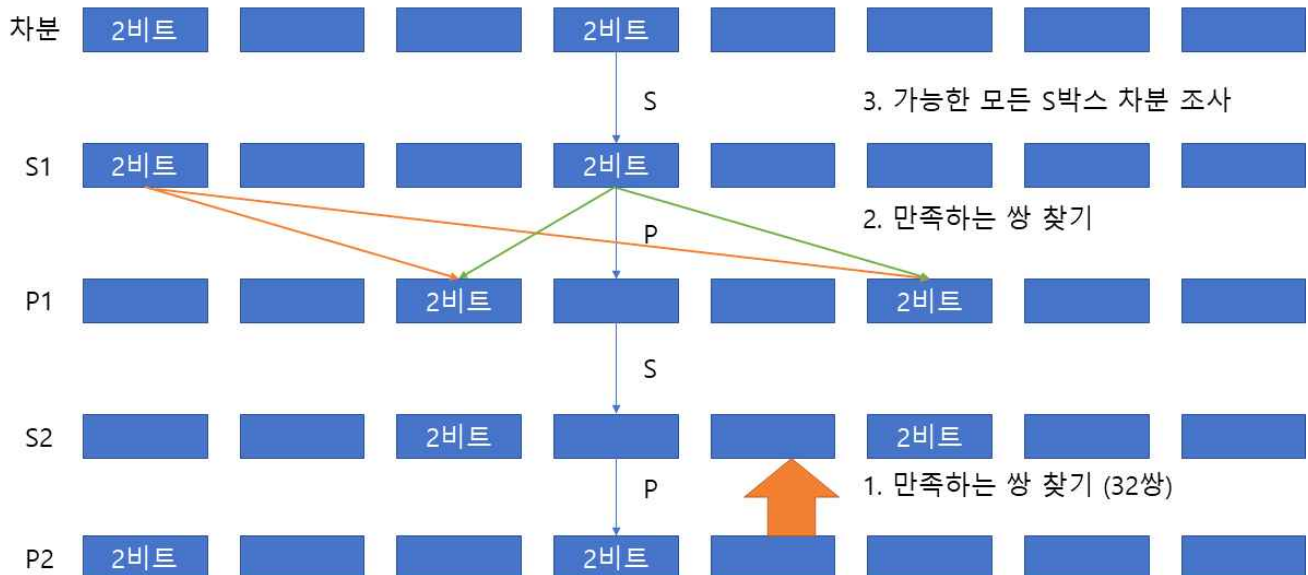 차분 2비트 2비트
S 3. 가능한 모든 S박스 차분 조사
S1 2비트 2비트
P 2. 만족하는 쌍 찾기
P1 2비트 2비트
S
S2 2비트 2비트
P 1. 만족하는 쌍 찾기 (32쌍)
P2 2비트 2비트